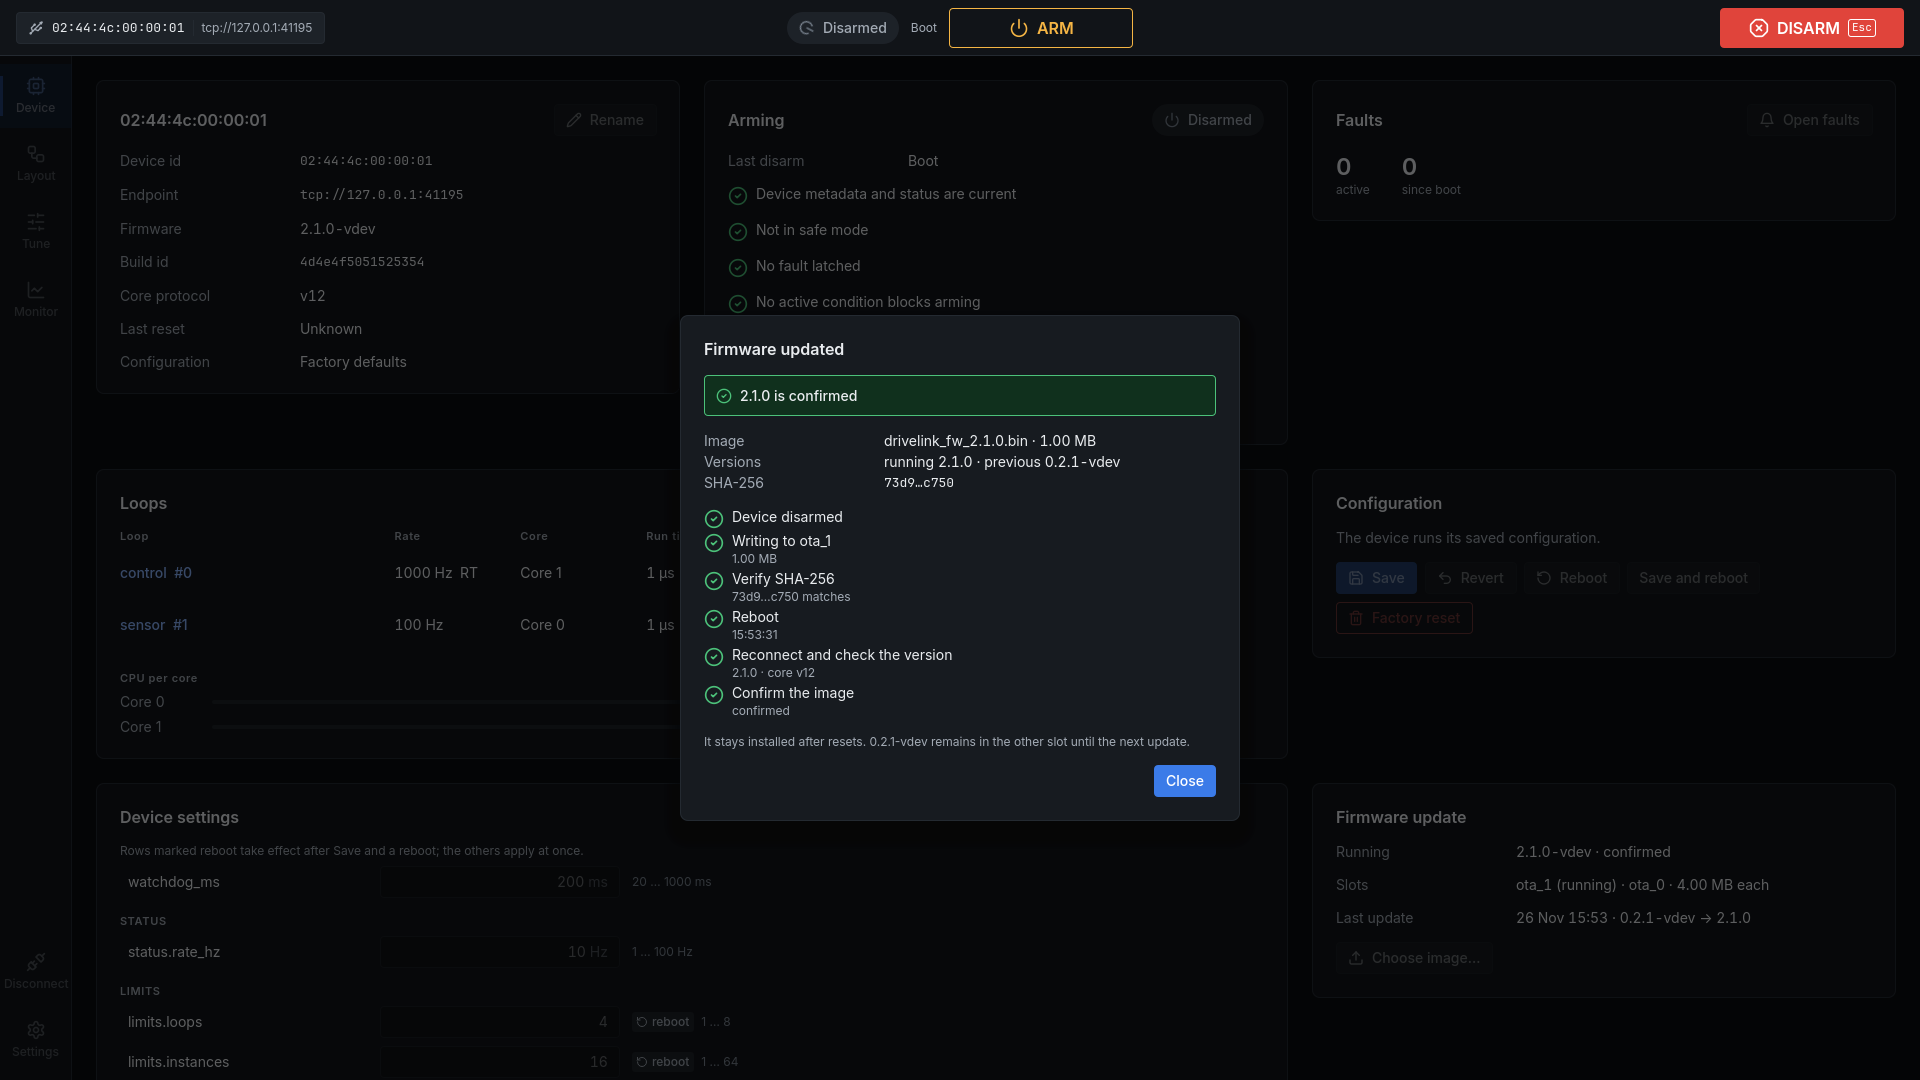 02:44:4c:00:00:01 tcp://127.0.0.1:41195 Disarmed Boot ARM DISARM Esc
Device
Layout
Tune
Monitor
Disconnect
Settings
02:44:4c:00:00:01 Rename
Device id 02:44:4c:00:00:01
Endpoint tcp://127.0.0.1:41195
Firmware 2.1.0-vdev
Build id 4d4e4f5051525354
Core protocol v12
Last reset Unknown
Configuration Factory defaults
Arming Disarmed
Last disarm Boot
Device metadata and status are current
Not in safe mode
No fault latched
No active condition blocks arming
Faults Open faults
0 0
active since boot
Firmware updated
2.1.0 is confirmed
Image drivelink_fw_2.1.0.bin · 1.00 MB
Versions running 2.1.0 · previous 0.2.1-vdev
SHA-256 73d9…c750
Device disarmed
Writing to ota_1
1.00 MB
Verify SHA-256
73d9…c750 matches
Reboot
15:53:31
Reconnect and check the version
2.1.0 · core v12
Confirm the image
confirmed
It stays installed after resets. 0.2.1-vdev remains in the other slot until the next update.
Close
Loops
Loop Rate Core Run ti
control #0 1000 Hz RT Core 1 1 µs
sensor #1 100 Hz Core 0 1 µs
CPU per core
Core 0
Core 1
Configuration
The device runs its saved configuration.
Save Revert Reboot Save and reboot
Factory reset
Device settings
Rows marked reboot take effect after Save and a reboot; the others apply at once.
watchdog_ms 200 ms 20 … 1000 ms
STATUS
status.rate_hz 10 Hz 1 … 100 Hz
LIMITS
limits.loops 4 reboot 1 … 8
limits.instances 16 reboot 1 … 64
Firmware update
Running 2.1.0-vdev · confirmed
Slots ota_1 (running) · ota_0 · 4.00 MB each
Last update 26 Nov 15:53 · 0.2.1-vdev → 2.1.0
Choose image…